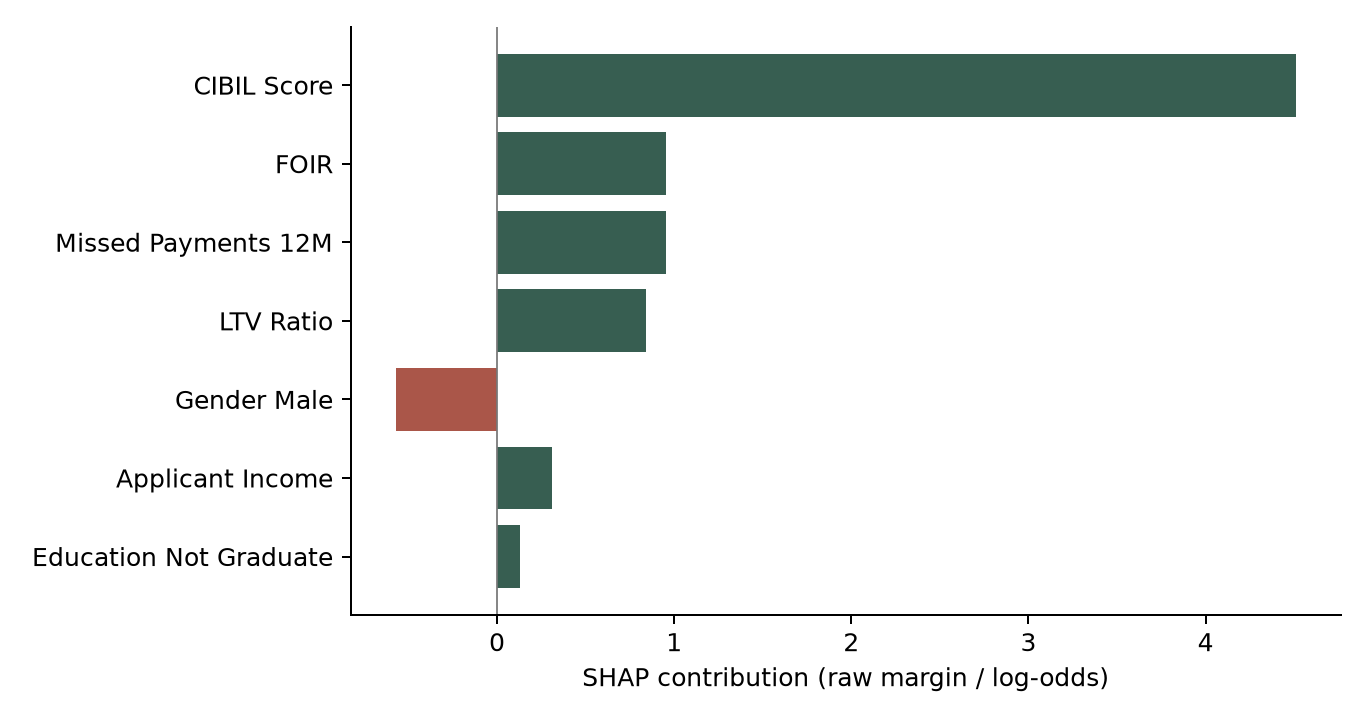 CIBIL Score
FOIR
Missed Payments 12M
LTV Ratio
Gender Male
Applicant Income
Education Not Graduate
0 1 2 3 4
SHAP contribution (raw margin / log-odds)